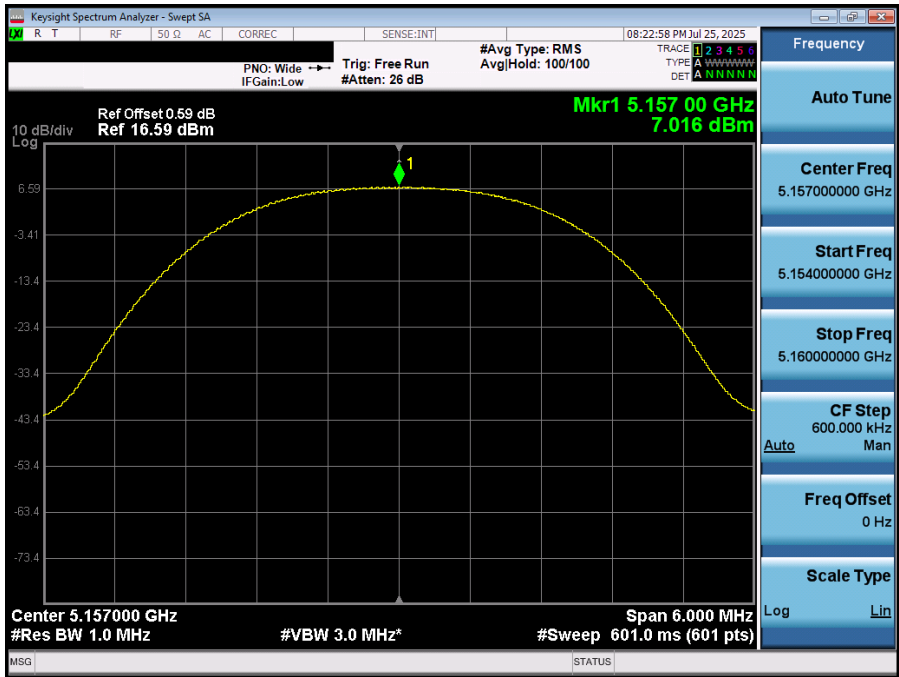 Keysight Spectrum Analyzer - Swept SA
LXI R T RF 50 Ω AC CORREC SENSE:INT 08:22:58 PM Jul 25, 2025
PNO: Wide Trig: Free Run #Avg Type: RMS TRACE 1 2 3 4 5 6
IFGain:Low #Atten: 26 dB Avg|Hold: 100/100 TYPE A WWWWW
DET A N N N N N
Mkr1 5.157 00 GHz
7.016 dBm
Ref Offset 0.59 dB
10 dB/div Ref 16.59 dBm
Log
1
6.59
-3.41
-13.4
-23.4
-33.4
-43.4
-53.4
-63.4
-73.4
Center 5.157000 GHz Span 6.000 MHz
#Res BW 1.0 MHz #VBW 3.0 MHz* #Sweep 601.0 ms (601 pts)
MSG STATUS
Frequency
Auto Tune
Center Freq
5.157000000 GHz
Start Freq
5.154000000 GHz
Stop Freq
5.160000000 GHz
CF Step
600.000 kHz
Auto Man
Freq Offset
0 Hz
Scale Type
Log Lin